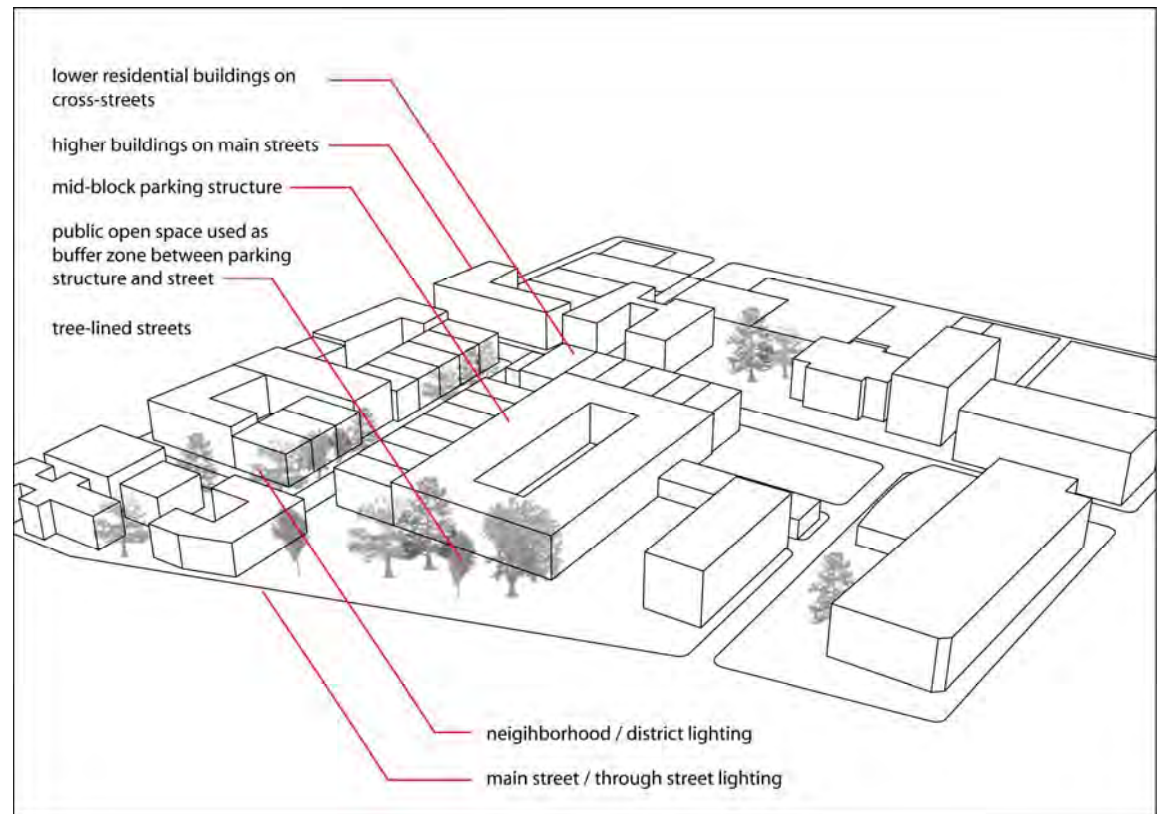 lower residential buildings on
cross-streets
higher buildings on main streets
mid-block parking structure
public open space used as
buffer zone between parking
structure and street
tree-lined streets
neigihborhood / district lighting
main street / through street lighting